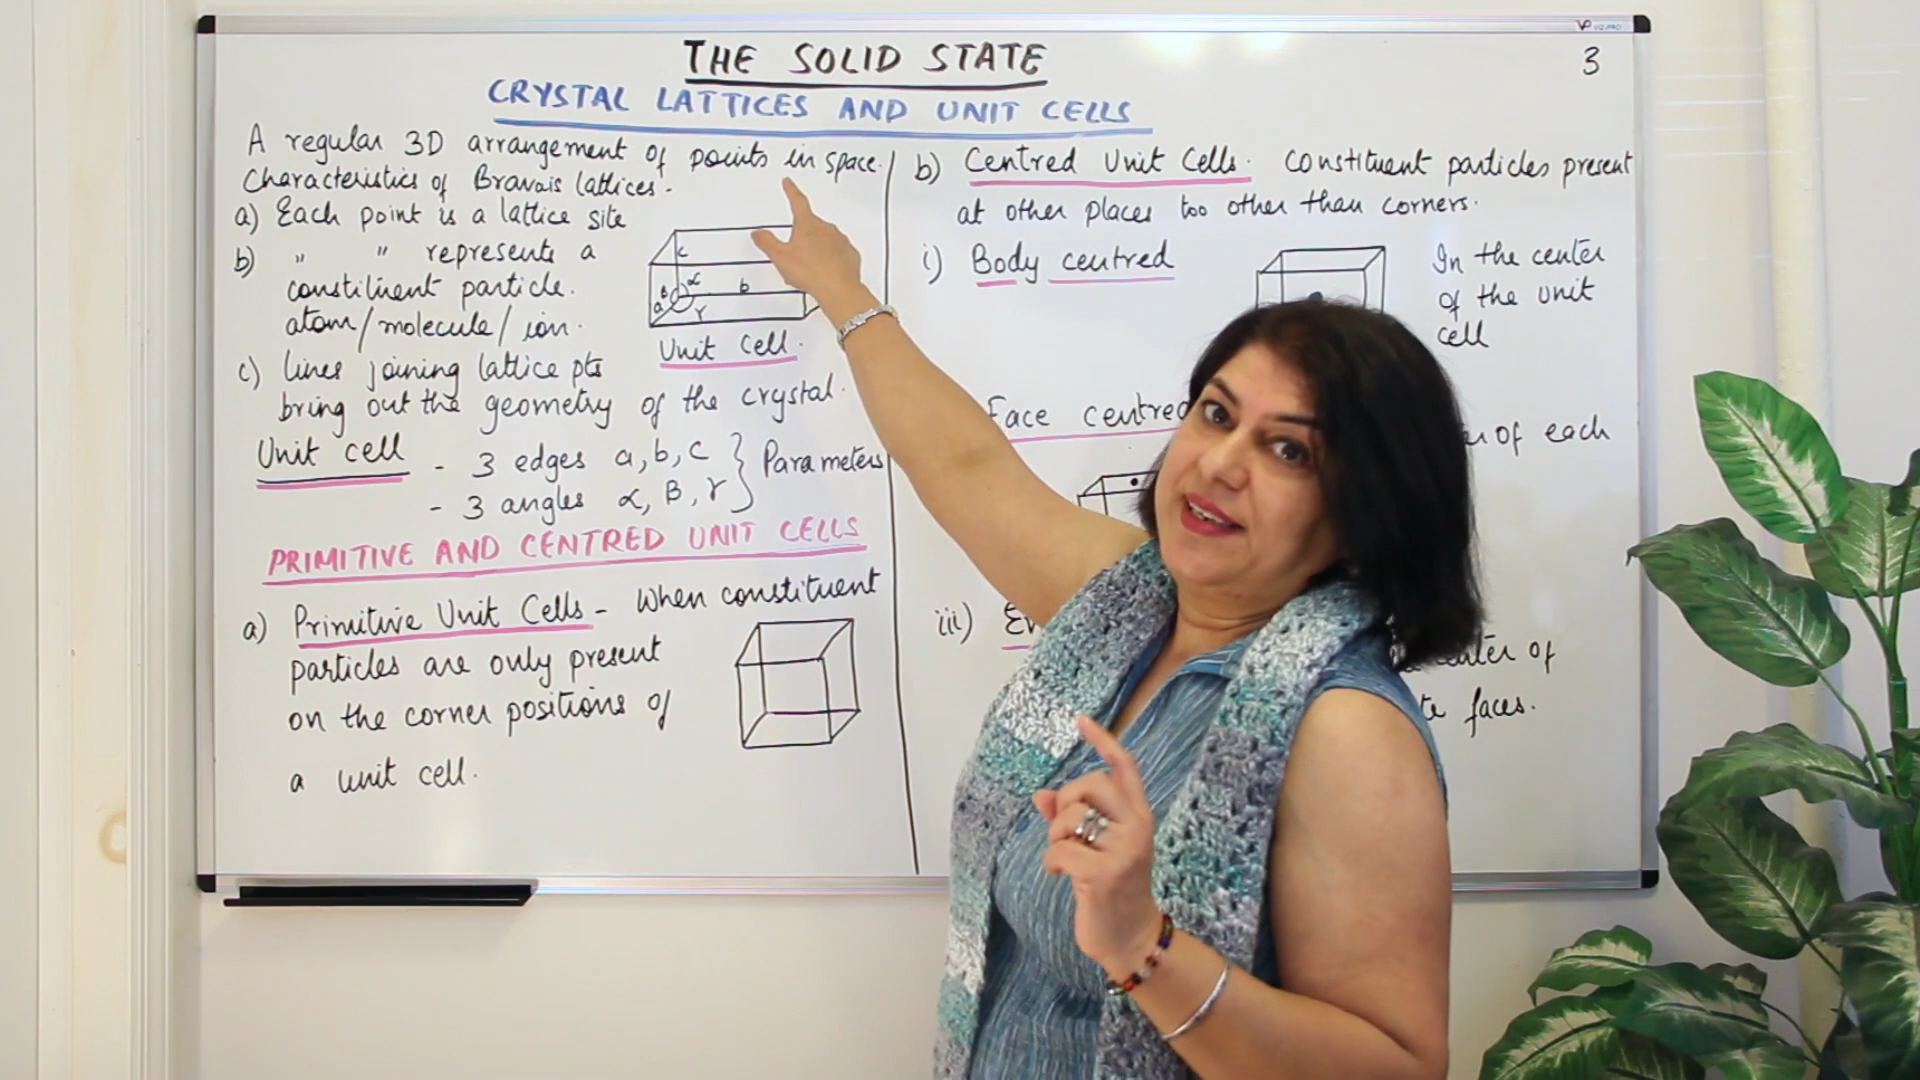 THE SOLID STATE
3
CRYSTAL LATTICES AND UNIT CELLS
A regular 3D arrangement of points in space.
Characteristics of Bravais lattices.
a) Each point is a lattice site
b) " " represents a
constituent particle.
atom/molecule/ion.
c) lines joining lattice pts
bring out the geometry of the crystal.
c
α
B
b
a
γ
Unit cell.
Unit cell - 3 edges a, b, c } Parameters
- 3 angles α, B, γ
PRIMITIVE AND CENTRED UNIT CELLS
a) Primitive Unit Cells - When constituent
particles are only present
on the corner positions of
a unit cell.
b) Centred Unit Cells. Constituent particles present
at other places too other than corners.
i) Body centred
In the center
of the unit
cell
Face centred
of each
iii)
of
faces.